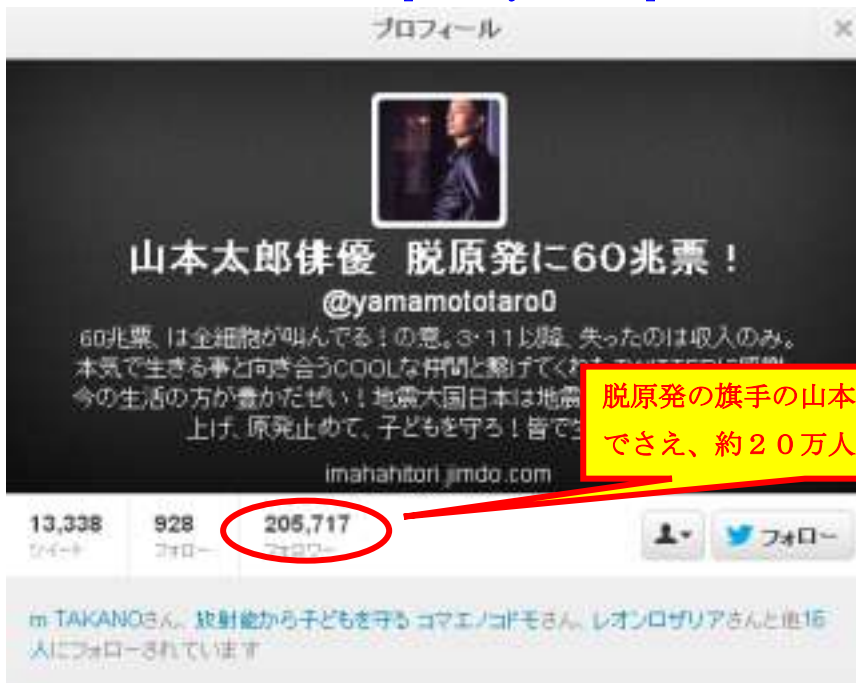 プロフィール
×
山本太郎俳優 脱原発に60兆票！
@yamamototaro0
60兆票、は全細胞が叫んでる！の意。3・11以降、失ったのは収入のみ。
本気で生きる事と向き合うCOOLな仲間と繋げてくれた
今の生活の方が豊かだぜい！地震大国日本は地震
上げ、原発止めて、子どもを守ろ！皆で
imahahitori.jimdo.com
脱原発の旗手の山本
でさえ、約２０万人
13,338 928 205,717
ツイート フォロー フォロワー
フォロー
m TAKANOさん、放射能から子どもを守る コマエノコドモさん、レオンロザリアさんと他16
人にフォローされています